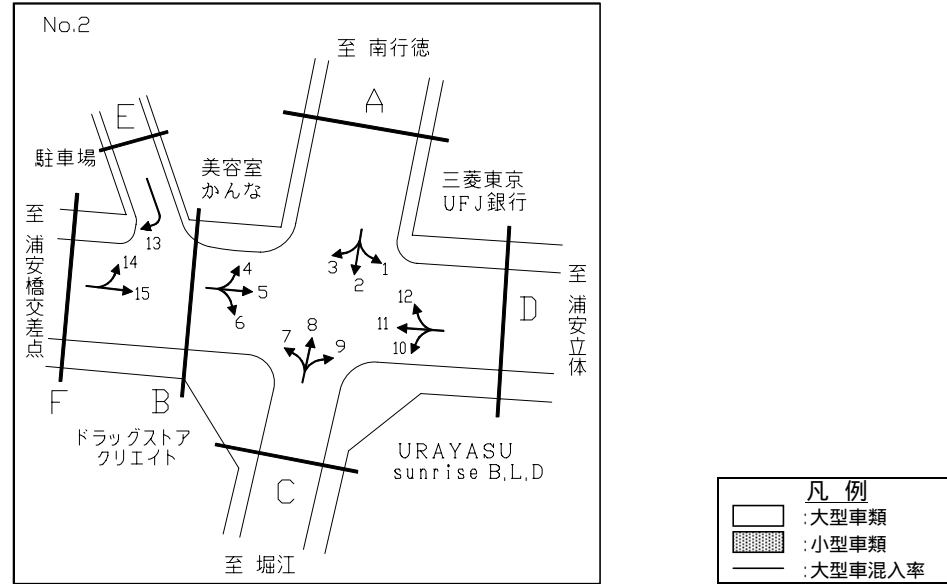 No.2
至 南行徳
A
E
駐車場
美容室
かんな
三菱東京
UFJ銀行
至 浦安橋交差点
13
14
15
4
5
6
3
2
1
12
11
10
7
8
9
D
至 浦安立体
F
B
C
ドラッグストア
クリエイト
URAYASU
sunrise B,L,D
至 堀江
凡 例
:大型車類
:小型車類
:大型車混入率